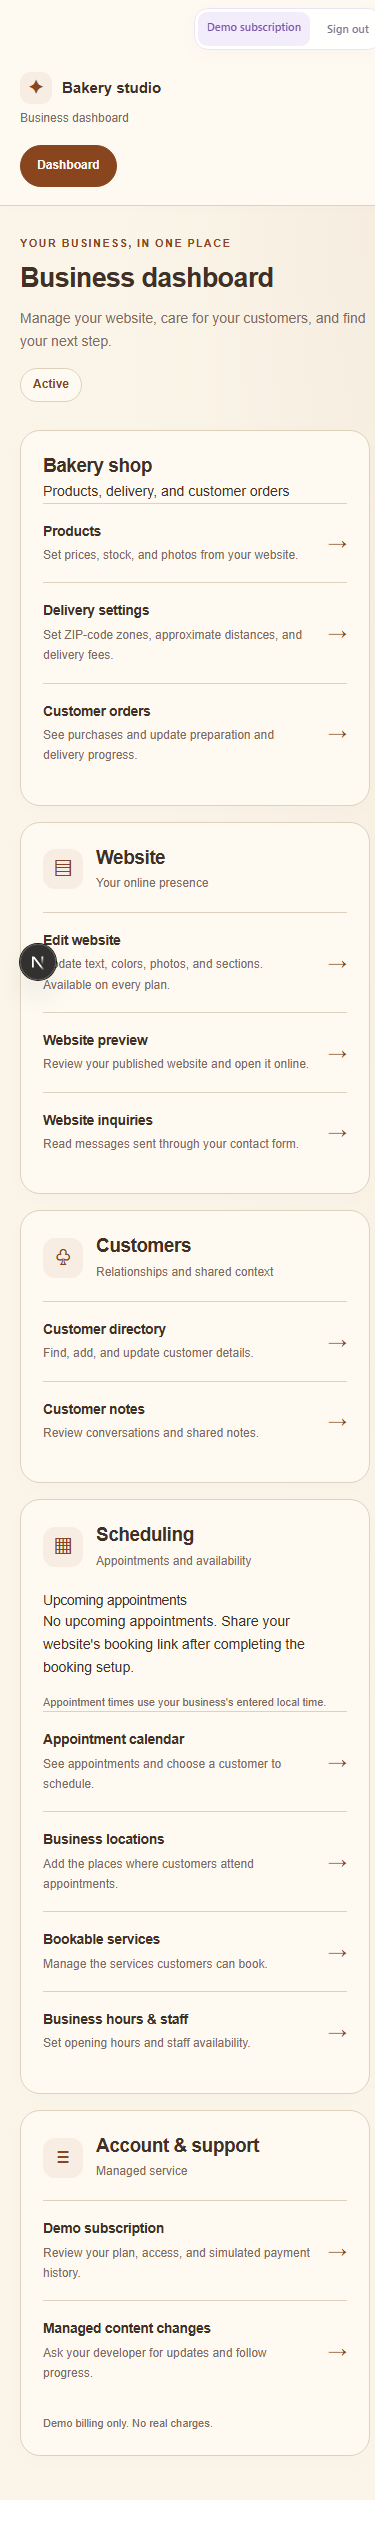 Demo subscription
Sign out
Bakery studio
Business dashboard
Dashboard
YOUR BUSINESS, IN ONE PLACE
Business dashboard
Manage your website, care for your customers, and find
your next step.
Active
Bakery shop
Products, delivery, and customer orders
Products
Set prices, stock, and photos from your website.
Delivery settings
Set ZIP-code zones, approximate distances, and
delivery fees.
Customer orders
See purchases and update preparation and
delivery progress.
Website
Your online presence
Edit website
N
text, colors, photos, and sections.
Available on every plan.
Website preview
Review your published website and open it online.
Website inquiries
Read messages sent through your contact form.
Customers
Relationships and shared context
Customer directory
Find, add, and update customer details.
Customer notes
Review conversations and shared notes.
Scheduling
Appointments and availability
Upcoming appointments
No upcoming appointments. Share your
website's booking link after completing the
booking setup.
Appointment times use your business's entered local time.
Appointment calendar
See appointments and choose a customer to
schedule.
Business locations
Add the places where customers attend
appointments.
Bookable services
Manage the services customers can book.
Business hours & staff
Set opening hours and staff availability.
Account & support
Managed service
Demo subscription
Review your plan, access, and simulated payment
history.
Managed content changes
Ask your developer for updates and follow
progress.
Demo billing only. No real charges.